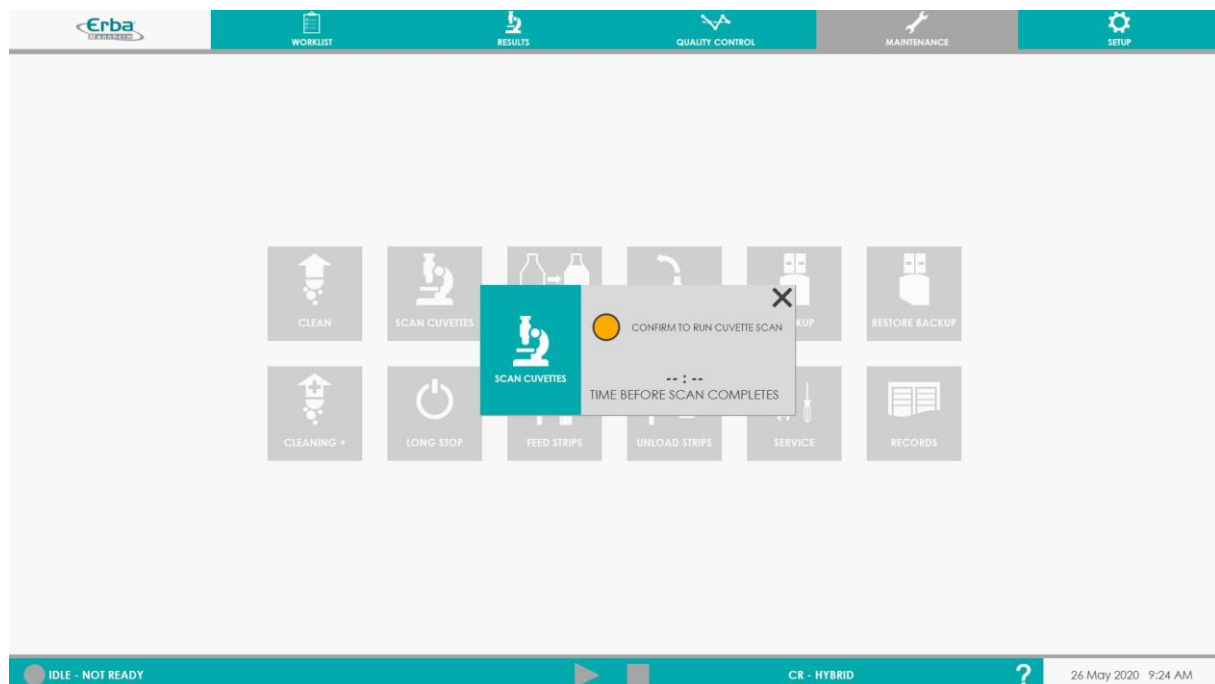 Erba
Mannheim
WORKLIST
RESULTS
QUALITY CONTROL
MAINTENANCE
SETUP
CLEAN
SCAN CUVETTES
KUP
RESTORE BACKUP
SCAN CUVETTES
CONFIRM TO RUN CUVETTE SCAN
-- : --
TIME BEFORE SCAN COMPLETES
CLEANING +
LONG STOP
FEED STRIPS
UNLOAD STRIPS
SERVICE
RECORDS
IDLE - NOT READY
CR - HYBRID
?
26 May 2020 9:24 AM